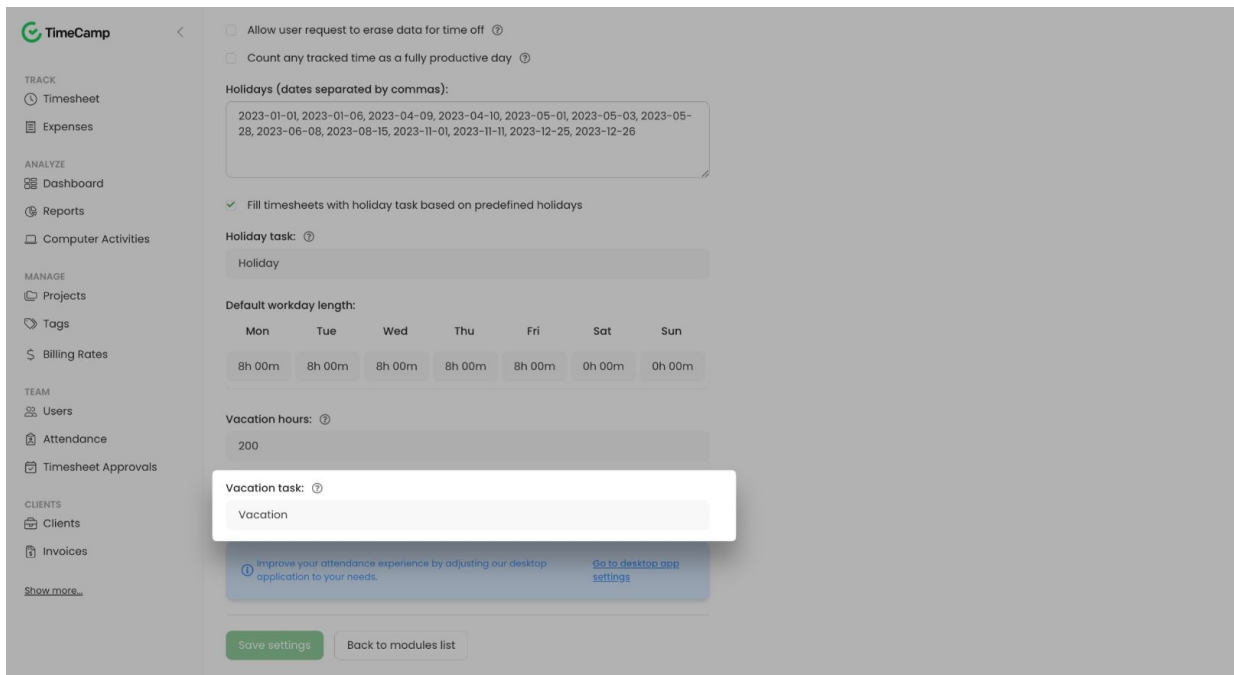 TimeCamp
TRACK
Timesheet
Expenses
ANALYZE
Dashboard
Reports
Computer Activities
MANAGE
Projects
Tags
Billing Rates
TEAM
Users
Attendance
Timesheet Approvals
CLIENTS
Clients
Invoices
Show more...
Allow user request to erase data for time off
Count any tracked time as a fully productive day
Holidays (dates separated by commas):
2023-01-01, 2023-01-06, 2023-04-09, 2023-04-10, 2023-05-01, 2023-05-03, 2023-05-
28, 2023-06-08, 2023-08-15, 2023-11-01, 2023-11-11, 2023-12-25, 2023-12-26
Fill timesheets with holiday task based on predefined holidays
Holiday task:
Holiday
Default workday length:
Mon Tue Wed Thu Fri Sat Sun
8h 00m 8h 00m 8h 00m 8h 00m 8h 00m 0h 00m 0h 00m
Vacation hours:
200
Vacation task:
Vacation
Improve your attendance experience by adjusting our desktop
application to your needs.
Go to desktop app
settings
Save settings
Back to modules list